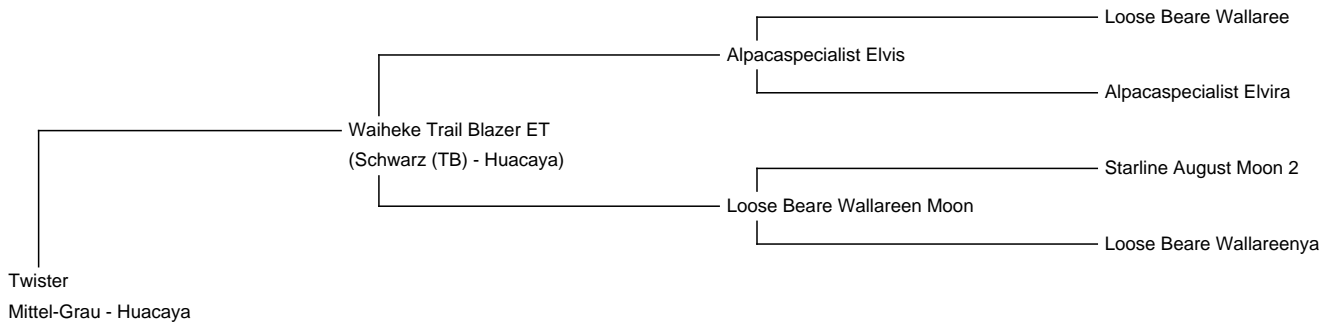 Loose Beare Wallaree
Alpacaspecialist Elvis
Alpacaspecialist Elvira
Waiheke Trail Blazer ET
(Schwarz (TB) - Huacaya)
Starline August Moon 2
Loose Beare Wallareen Moon
Loose Beare Wallareenya
Twister
Mittel-Grau - Huacaya